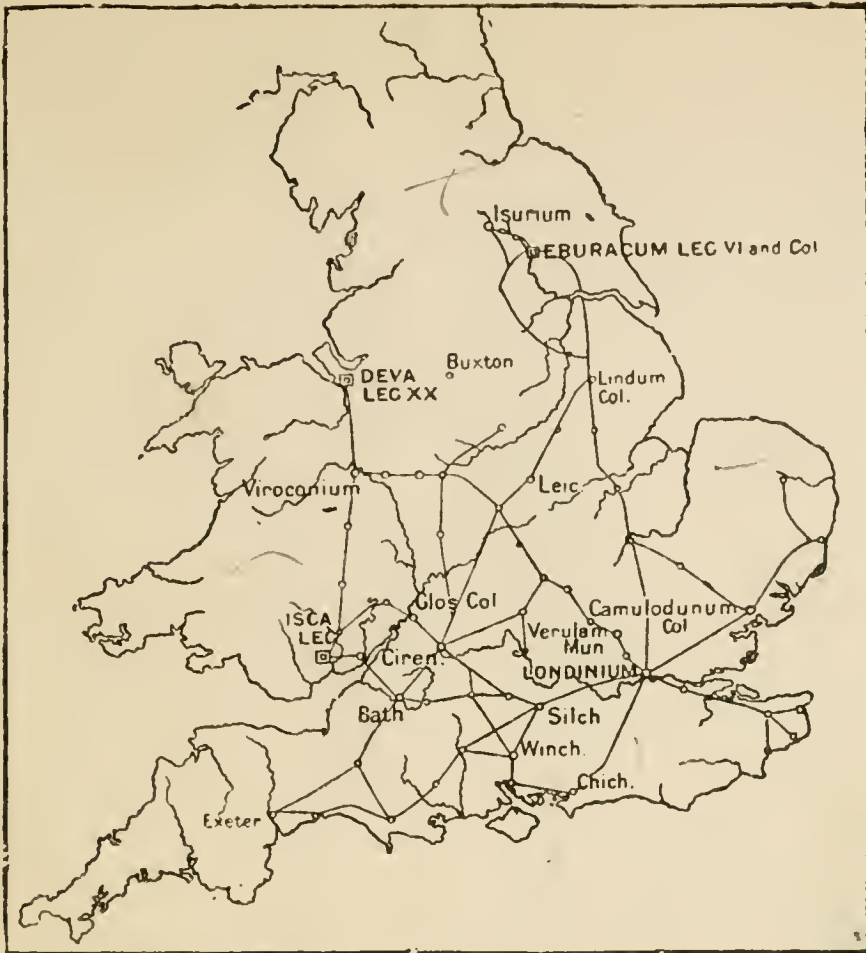 Isurium
EBURACUM LEG VI and Col
Buxton
DEVA
LEG XX
Lindum
Col.
Viroconium
Leic.
Glos Col
ISCA
LEG
Camulodunum
Col
Verulam
Mun
Ciren.
LONDINIUM
Bath
Silch
Winch.
Chich.
Exeter